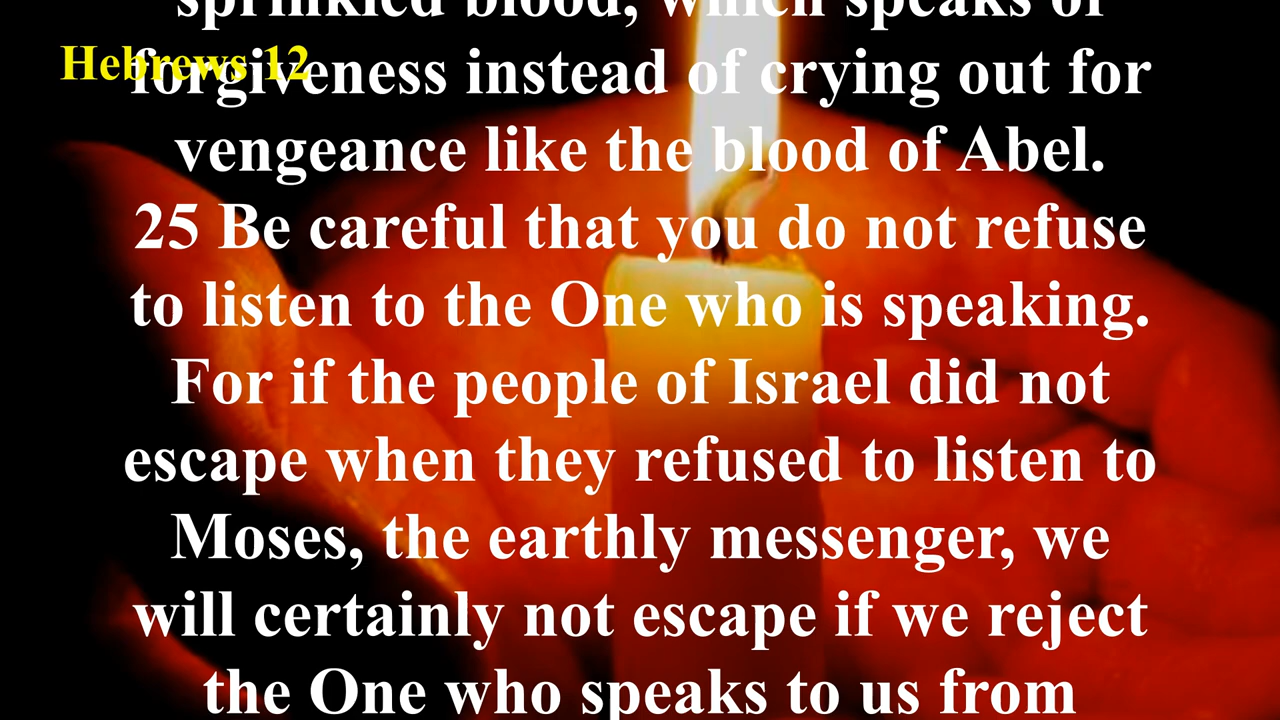 sprinkled blood, which speaks of
Hebrews 12
forgiveness instead of crying out for
vengeance like the blood of Abel.
25 Be careful that you do not refuse
to listen to the One who is speaking.
For if the people of Israel did not
escape when they refused to listen to
Moses, the earthly messenger, we
will certainly not escape if we reject
the One who speaks to us from